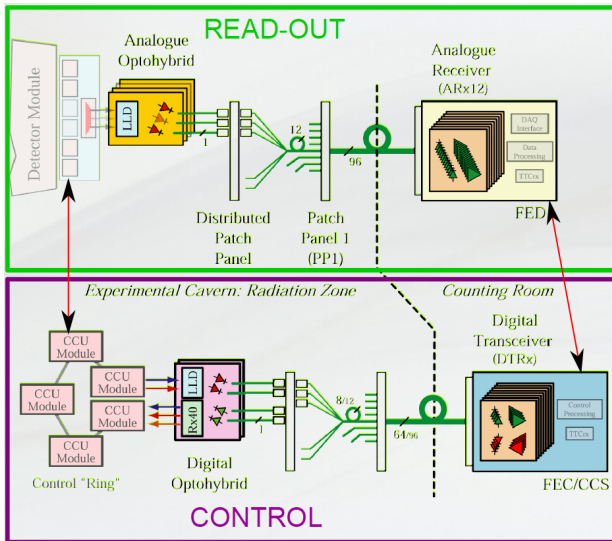 READ-OUT
Analogue
Optohybrid
Detector Module
LLD
1
12
96
Analogue
Receiver
(ARx12)
DAQ
Interface
Data
Processing
TTCrx
FED
Distributed
Patch
Panel
Patch
Panel 1
(PP1)
Experimental Cavern: Radiation Zone
Counting Room
CCU
Module
CCU
Module
CCU
Module
CCU
Module
CCU
Module
Control "Ring"
LLD
Rx40
1
Digital
Optohybrid
8/12
64/96
Digital
Transceiver
(DTRx)
Control
Processing
TTCrx
FEC/CCS
CONTROL